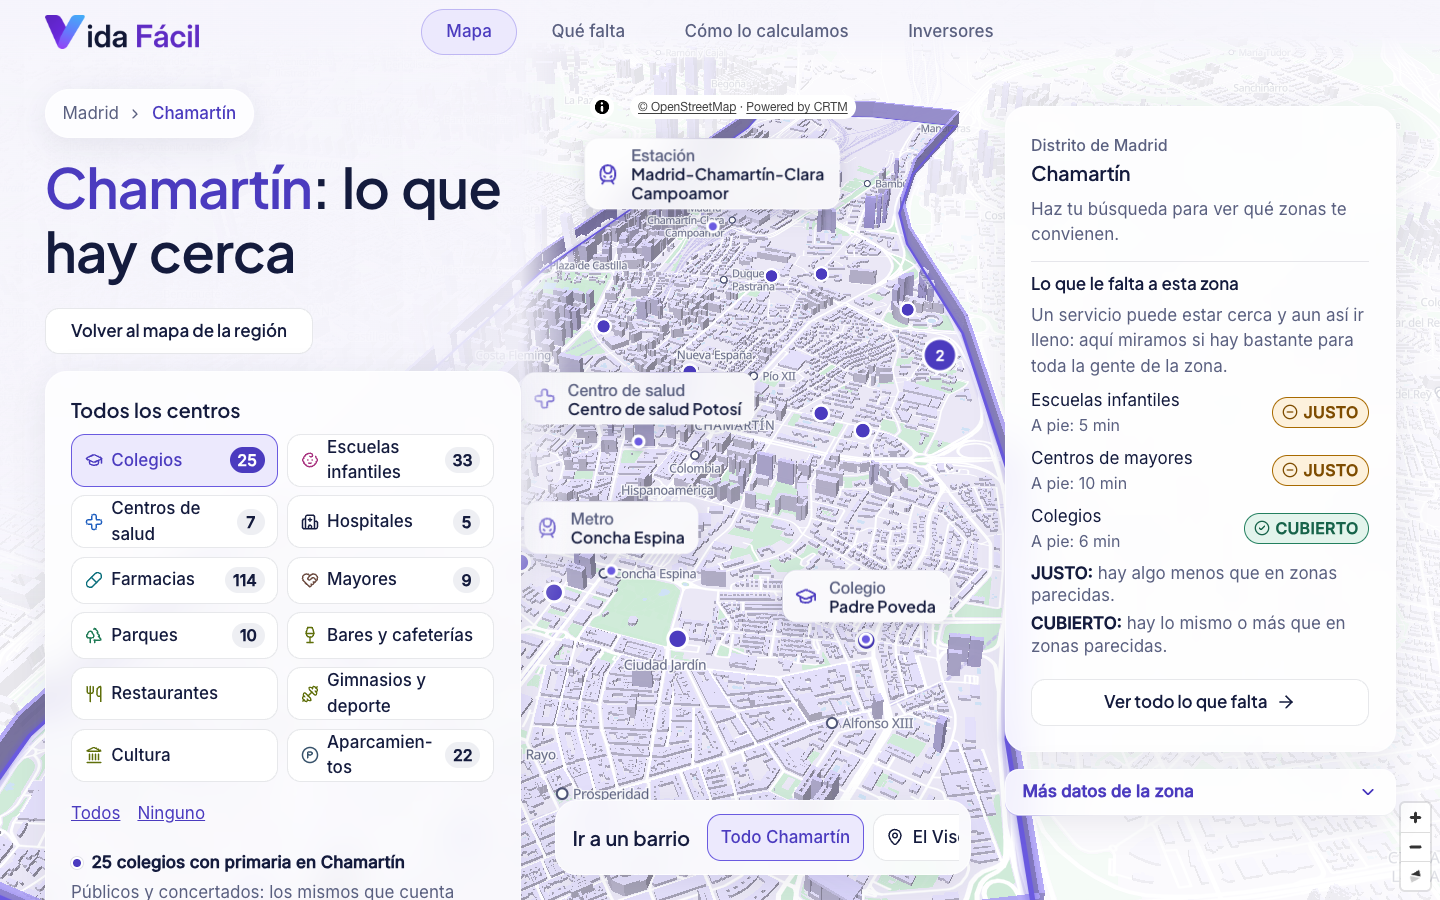 Vida Fácil
Mapa
Qué falta
Cómo lo calculamos
Inversores
Madrid > Chamartín
Chamartín: lo que
hay cerca
Volver al mapa de la región
Todos los centros
Colegios 25
Escuelas
infantiles 33
Centros de
salud 7
Hospitales 5
Farmacias 114
Mayores 9
Parques 10
Bares y cafeterías
Restaurantes
Gimnasios y
deporte
Cultura
Aparcamien-
tos 22
Todos Ninguno
25 colegios con primaria en Chamartín
Públicos y concertados: los mismos que cuenta
© OpenStreetMap · Powered by CRTM
Estación
Madrid-Chamartín-Clara
Campoamor
Bambú
Chamartín-Clara
Campoamor
Plaza de Castilla
Duque
Pastrana
Costa Fleming
Nueva España
Pío XII
2
Centro de salud
Centro de salud Potosí
CHAMARTÍN
Colombia
Hispanoamérica
Metro
Concha Espina
Concha Espina
Colegio
Padre Poveda
Ciudad Jardín
Alfonso XIII
Rayo
Prosperidad
Ir a un barrio
Todo Chamartín
El Vis
Distrito de Madrid
Chamartín
Haz tu búsqueda para ver qué zonas te
convienen.
Lo que le falta a esta zona
Un servicio puede estar cerca y aun así ir
lleno: aquí miramos si hay bastante para
toda la gente de la zona.
Escuelas infantiles
A pie: 5 min
JUSTO
Centros de mayores
A pie: 10 min
JUSTO
Colegios
A pie: 6 min
CUBIERTO
JUSTO: hay algo menos que en zonas
parecidas.
CUBIERTO: hay lo mismo o más que en
zonas parecidas.
Ver todo lo que falta →
Más datos de la zona